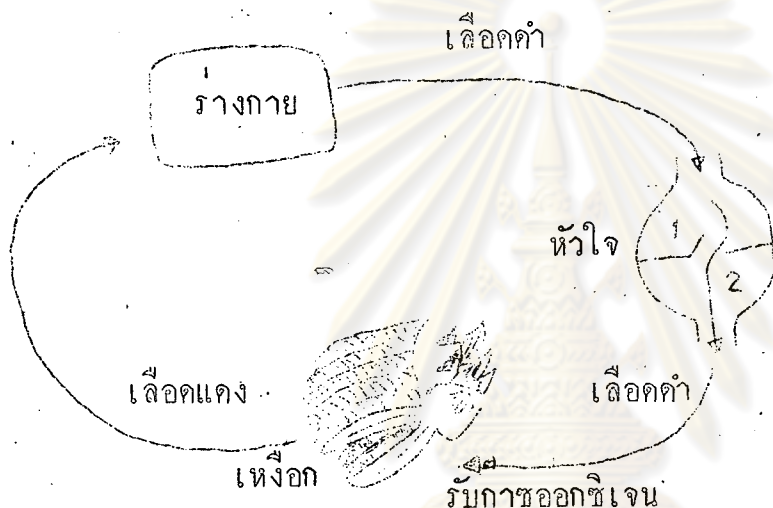 เลือดดำ
ร่างกาย
หัวใจ
1
2
เลือดแดง
เลือดดำ
เหงือก
รับกาซออกซิเจน